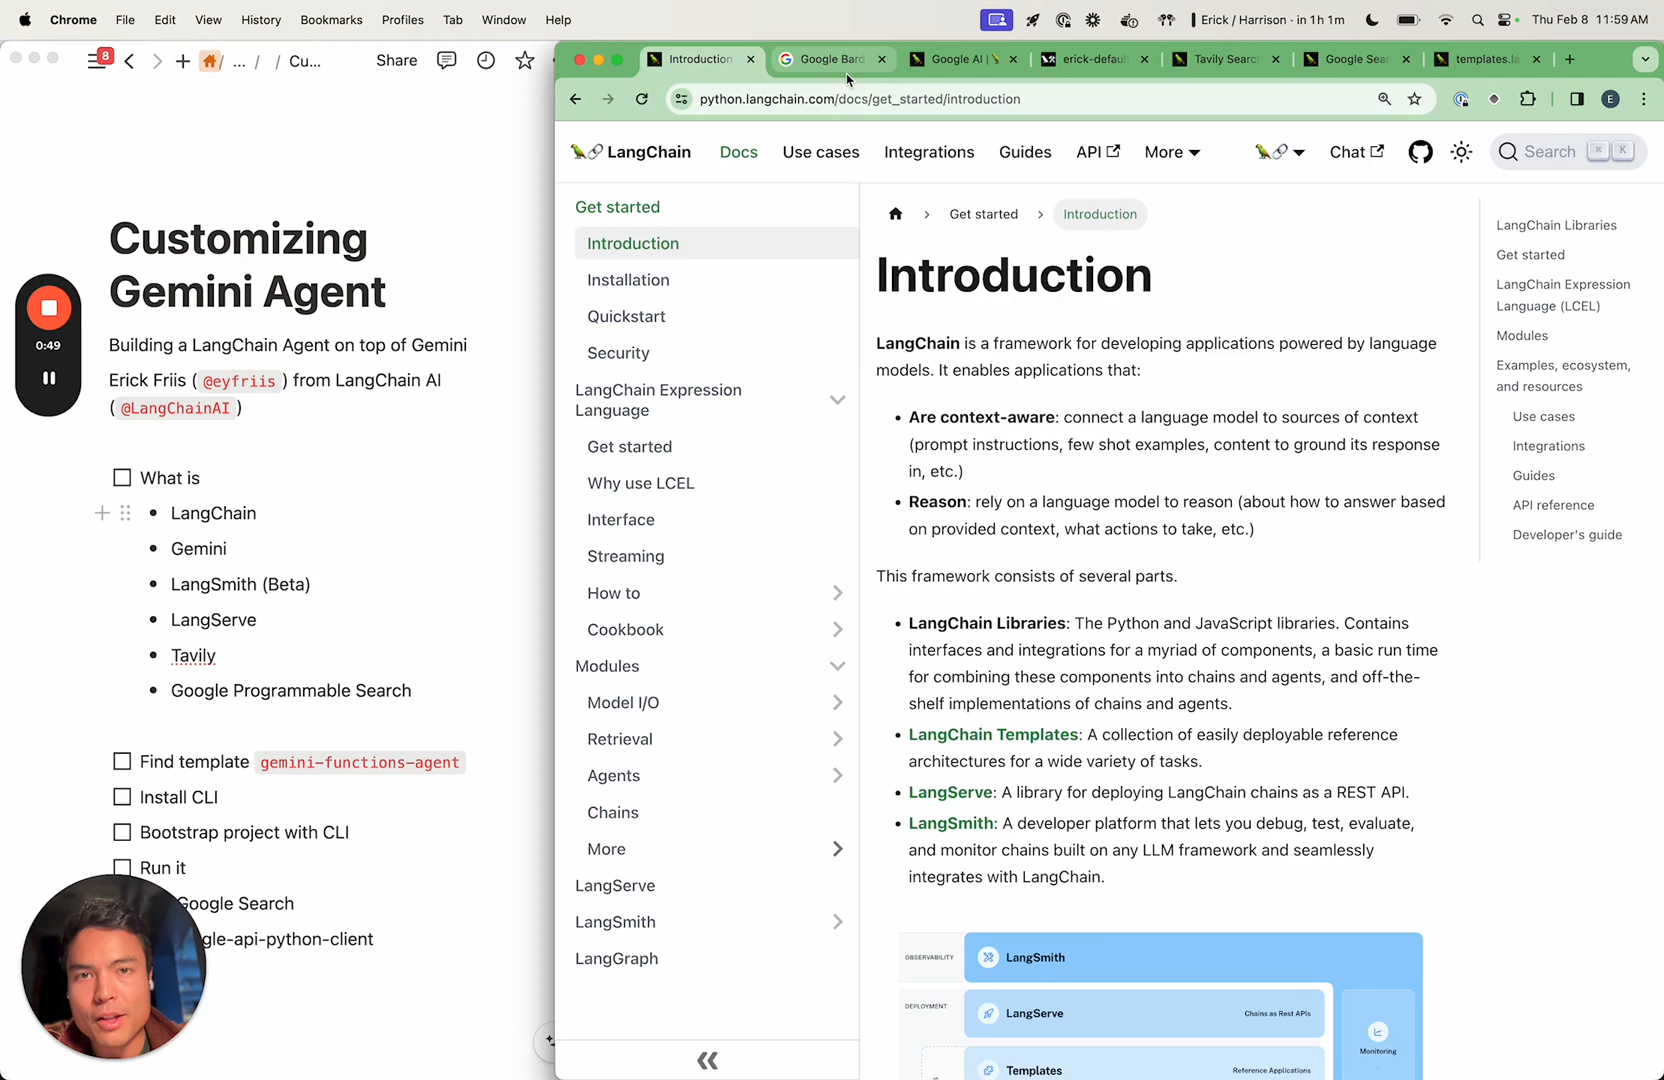 Chrome File Edit View History Bookmarks Profiles Tab Window Help
Erick / Harrison · in 1h 1m
Thu Feb 8 11:59 AM
8
/ ... / / Cu...
Share
Introduction
Google Bard
Google AI |
erick-defau
Tavily Searc
Google Sea
templates.la
python.langchain.com/docs/get_started/introduction
E
LangChain Docs Use cases Integrations Guides API More
Chat
Search ⌘ K
0:49
Customizing
Gemini Agent
Building a LangChain Agent on top of Gemini
Erick Friis ( @eyfriis ) from LangChain AI
( @LangChainAI )
What is
LangChain
Gemini
LangSmith (Beta)
LangServe
Tavily
Google Programmable Search
Find template gemini-functions-agent
Install CLI
Bootstrap project with CLI
Run it
Google Search
gle-api-python-client
Get started
Introduction
Installation
Quickstart
Security
LangChain Expression
Language
Get started
Why use LCEL
Interface
Streaming
How to
Cookbook
Modules
Model I/O
Retrieval
Agents
Chains
More
LangServe
LangSmith
LangGraph
Get started
Introduction
Introduction
LangChain is a framework for developing applications powered by language
models. It enables applications that:
• Are context-aware: connect a language model to sources of context
(prompt instructions, few shot examples, content to ground its response
in, etc.)
• Reason: rely on a language model to reason (about how to answer based
on provided context, what actions to take, etc.)
This framework consists of several parts.
• LangChain Libraries: The Python and JavaScript libraries. Contains
interfaces and integrations for a myriad of components, a basic run time
for combining these components into chains and agents, and off-the-
shelf implementations of chains and agents.
• LangChain Templates: A collection of easily deployable reference
architectures for a wide variety of tasks.
• LangServe: A library for deploying LangChain chains as a REST API.
• LangSmith: A developer platform that lets you debug, test, evaluate,
and monitor chains built on any LLM framework and seamlessly
integrates with LangChain.
OBSERVABILITY
LangSmith
DEPLOYMENT
LangServe
Chains as Rest APIs
Monitoring
Templates
Reference Applications
LangChain Libraries
Get started
LangChain Expression
Language (LCEL)
Modules
Examples, ecosystem,
and resources
Use cases
Integrations
Guides
API reference
Developer's guide